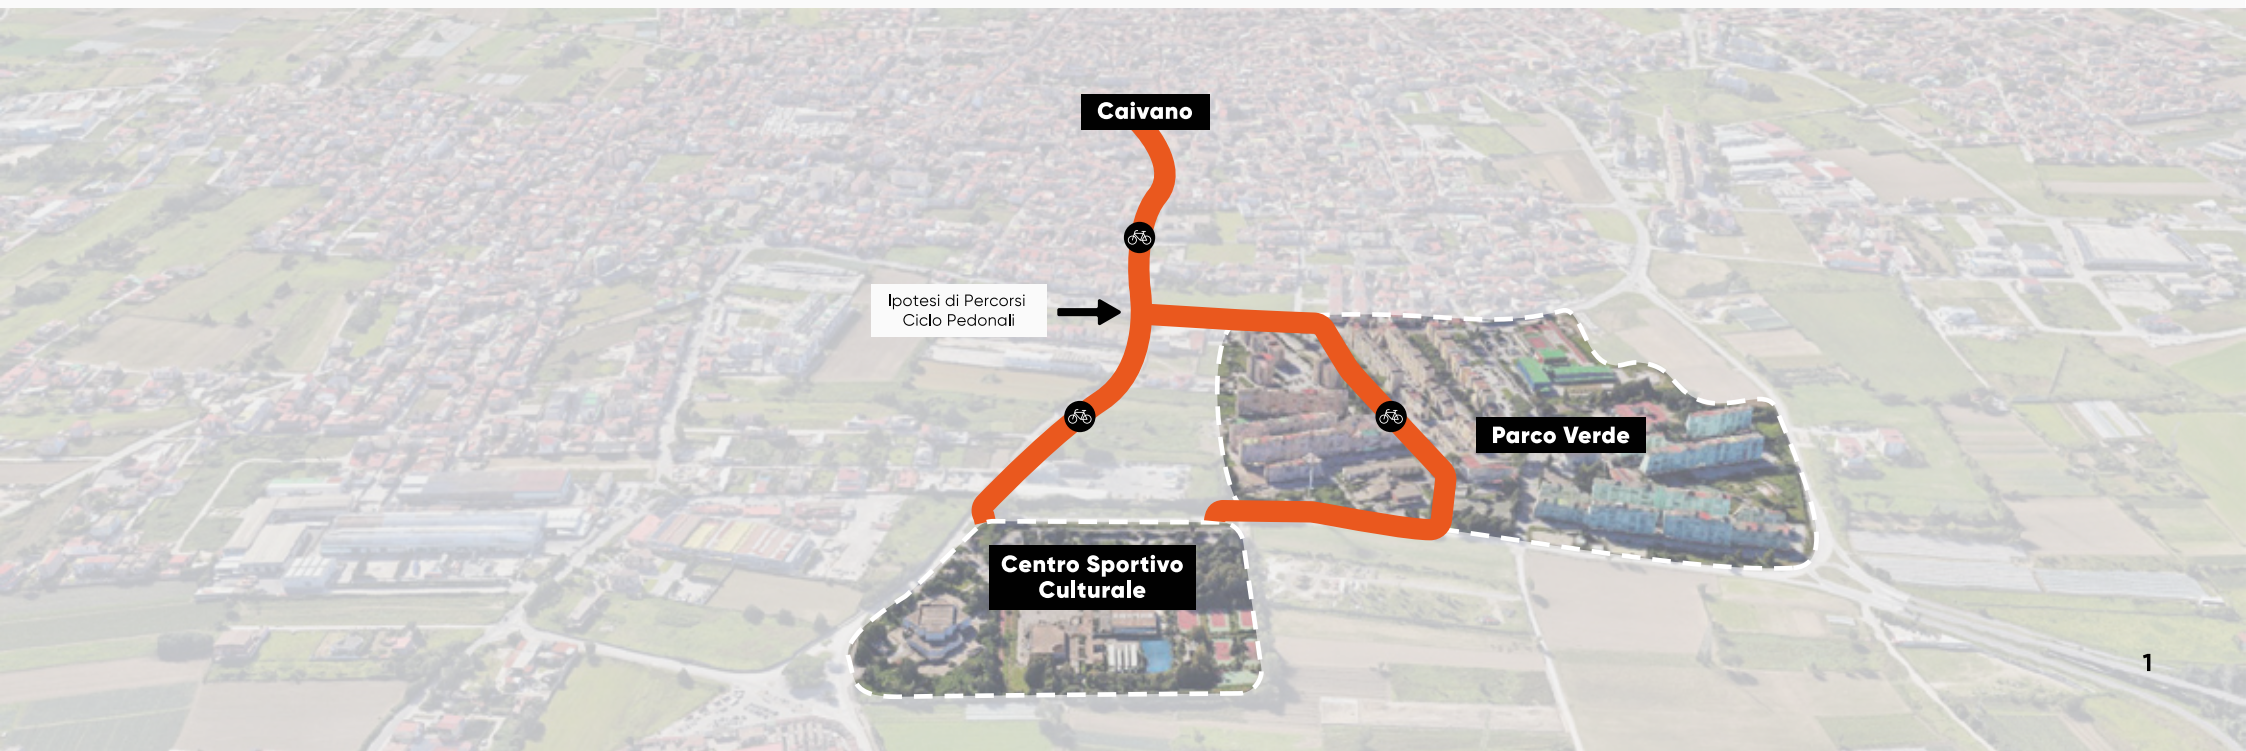 Caivano
Ipotesi di Percorsi
Ciclo Pedonali
Parco Verde
Centro Sportivo
Culturale
1